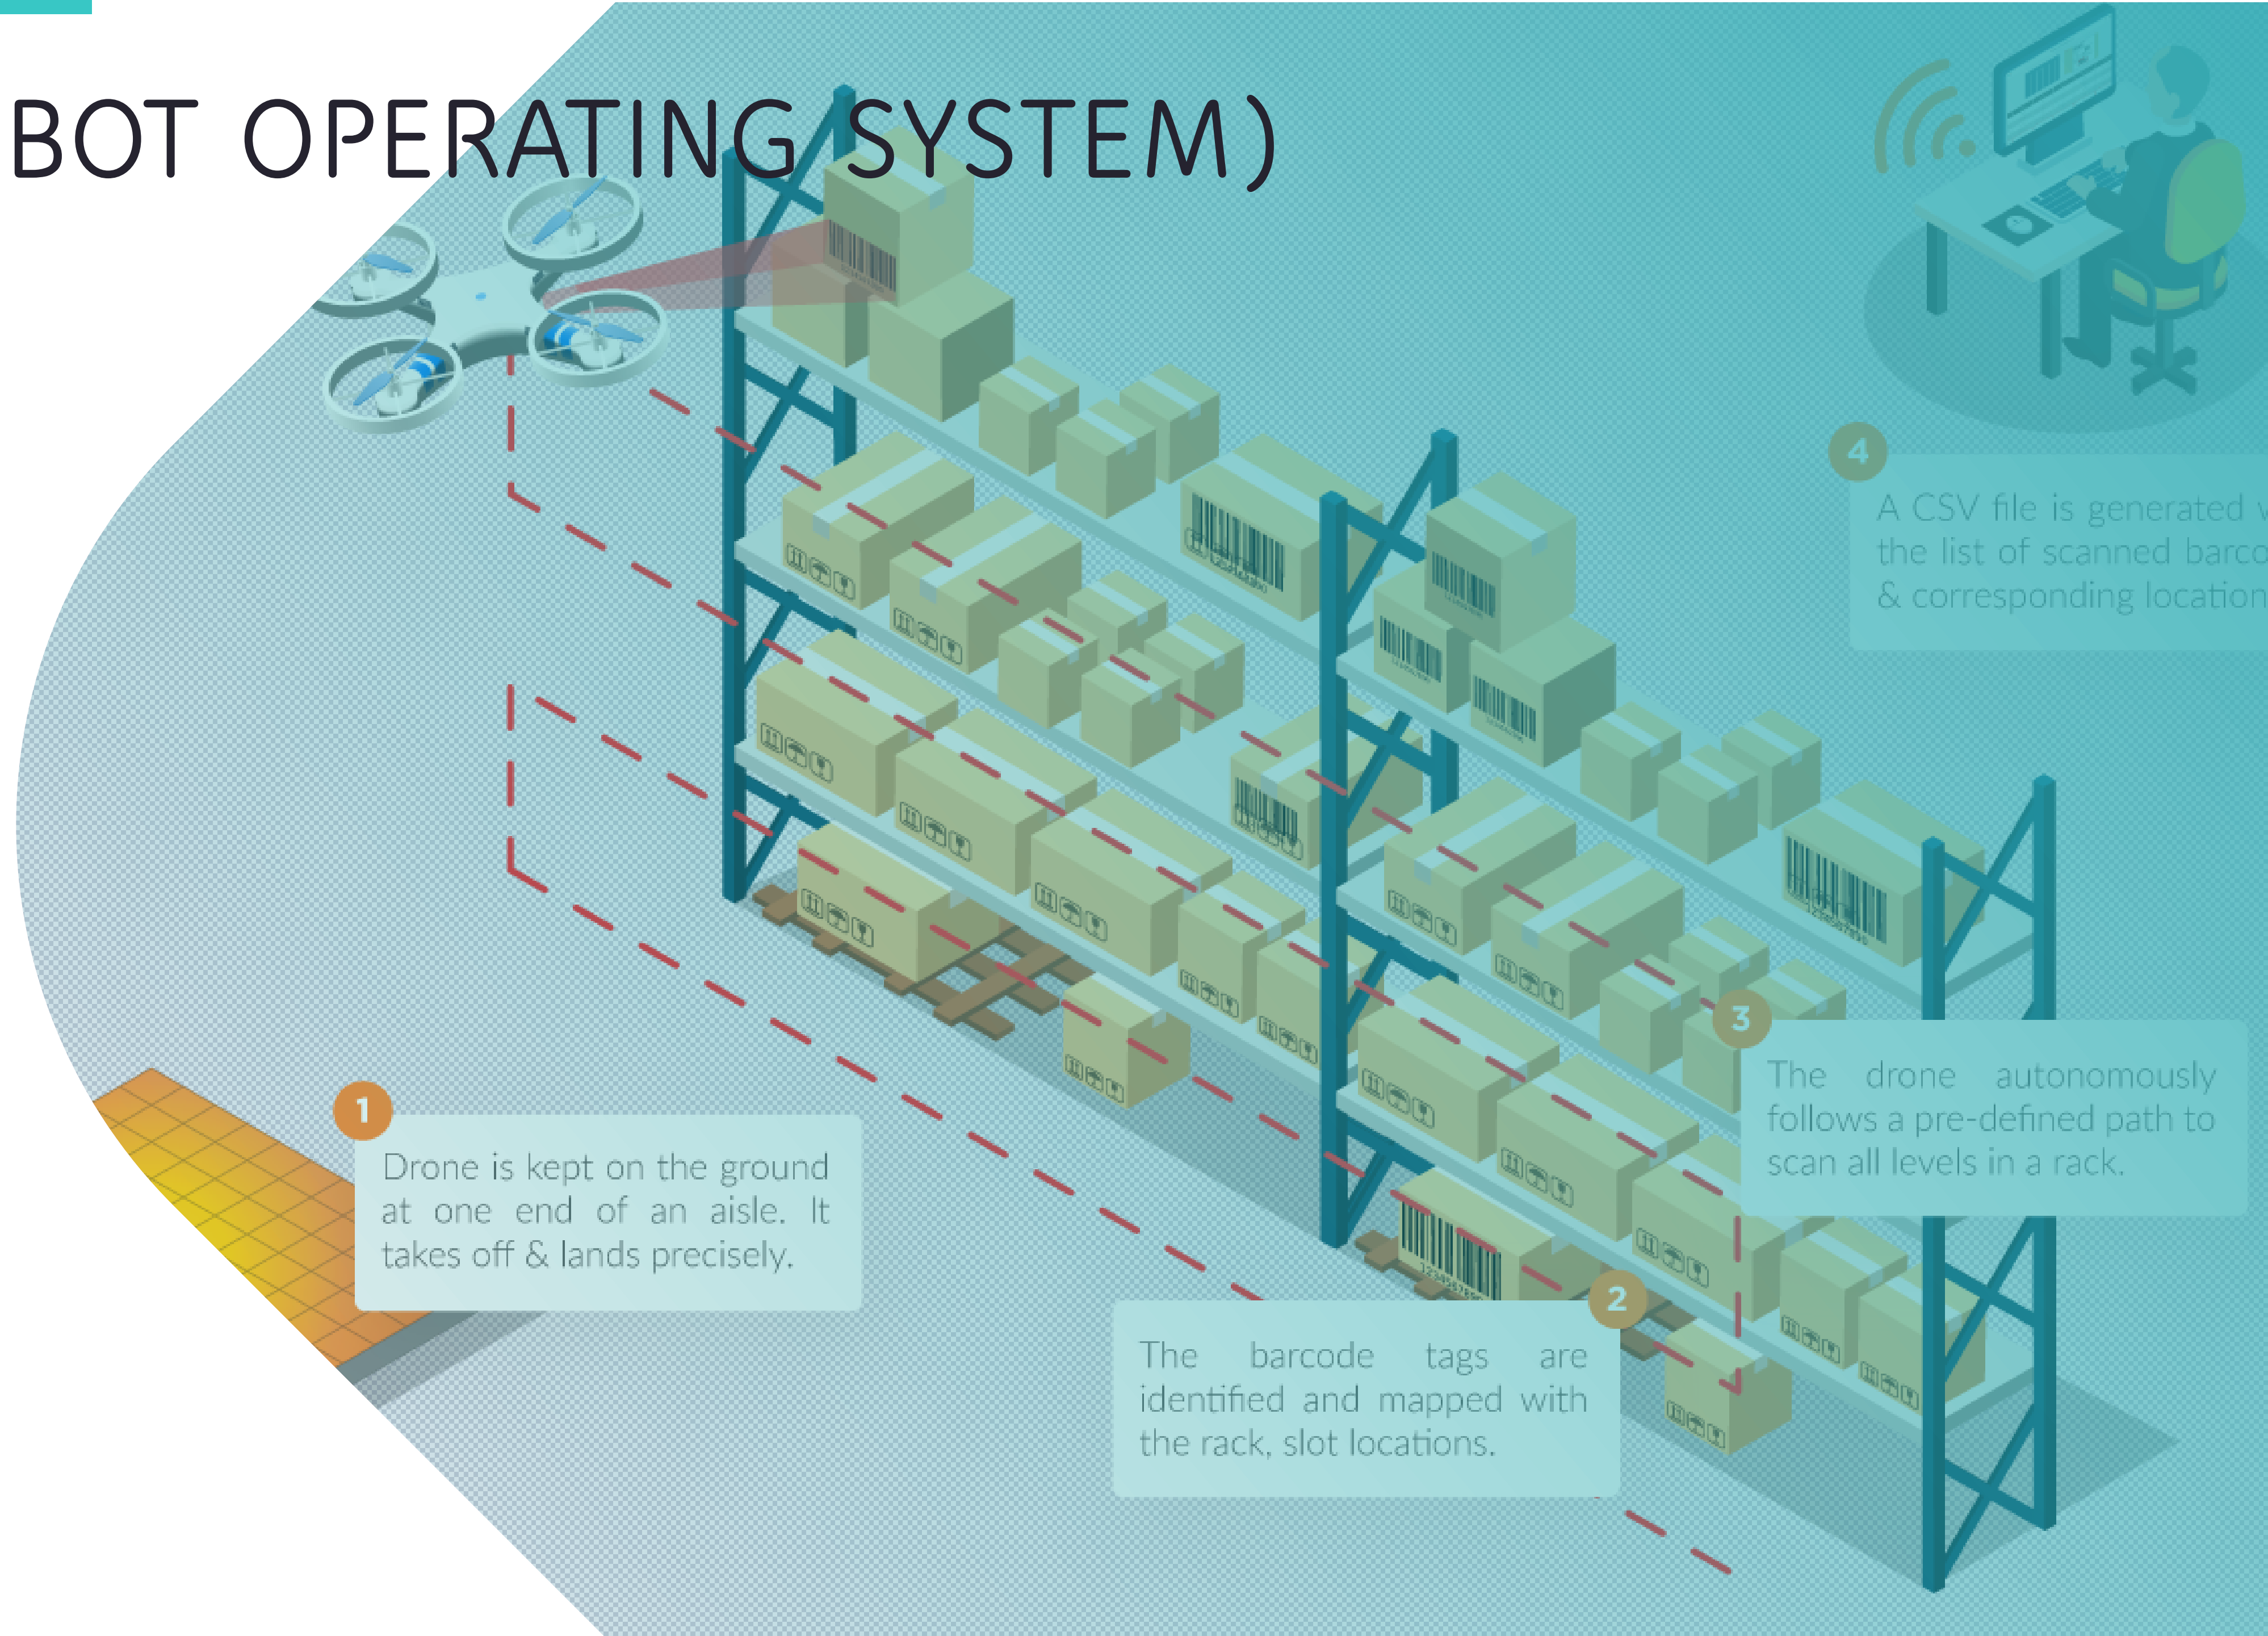 BOT OPERATING SYSTEM)
4
A CSV file is generated
the list of scanned
& corresponding location
3
The drone autonomously
follows a pre-defined path to
scan all levels in a rack.
1
Drone is kept on the ground
at one end of an aisle. It
takes off & lands precisely.
2
The barcode tags are
identified and mapped with
the rack, slot locations.
1234567890
1234567890